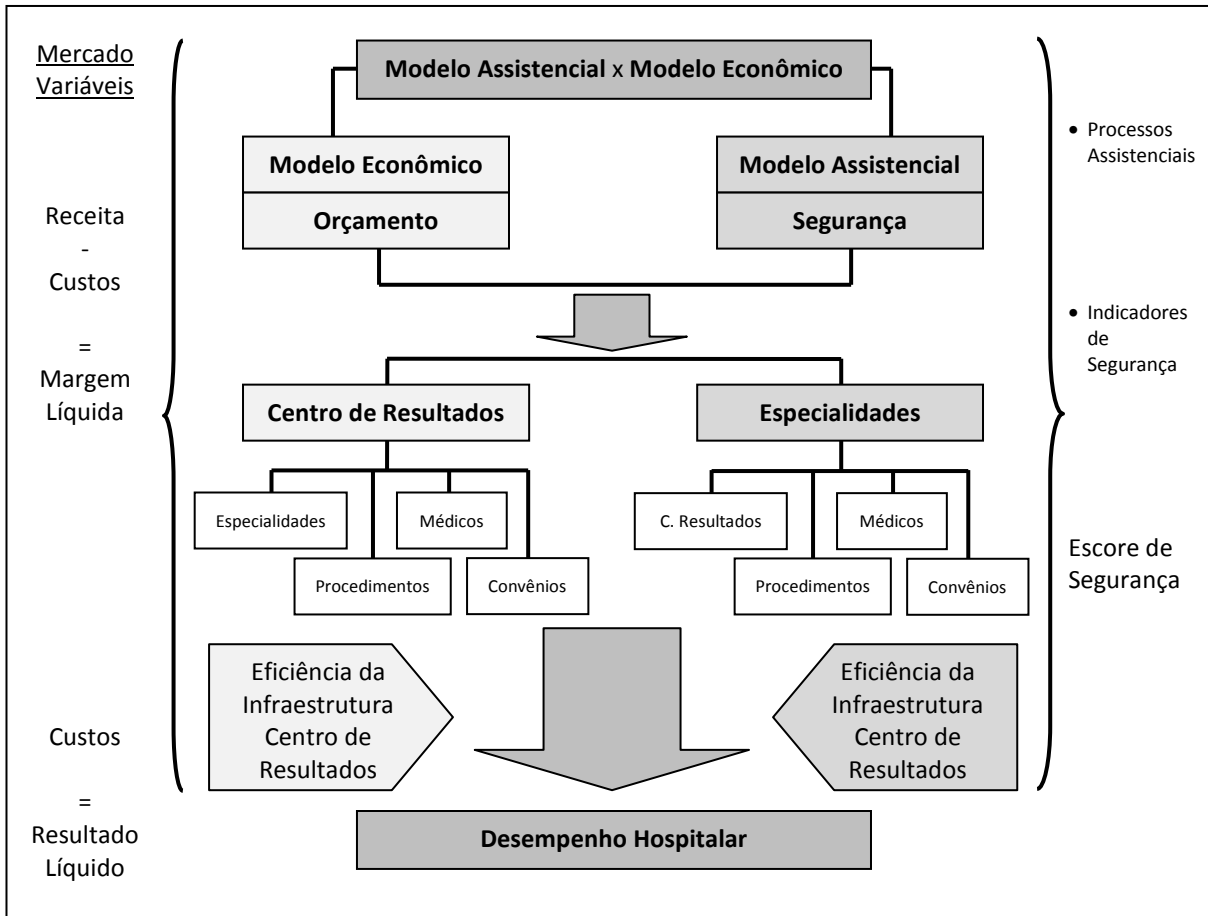 Mercado
Variáveis
Modelo Assistencial x Modelo Econômico
Modelo Econômico
Orçamento
Modelo Assistencial
Segurança
• Processos
Assistenciais
Receita
-
Custos
=
Margem
Líquida
• Indicadores
de
Segurança
Centro de Resultados
Especialidades
Especialidades
Médicos
Procedimentos
Convênios
C. Resultados
Médicos
Procedimentos
Convênios
Escore de
Segurança
Eficiência da
Infraestrutura
Centro de
Resultados
Eficiência da
Infraestrutura
Centro de
Resultados
Custos
=
Resultado
Líquido
Desempenho Hospitalar